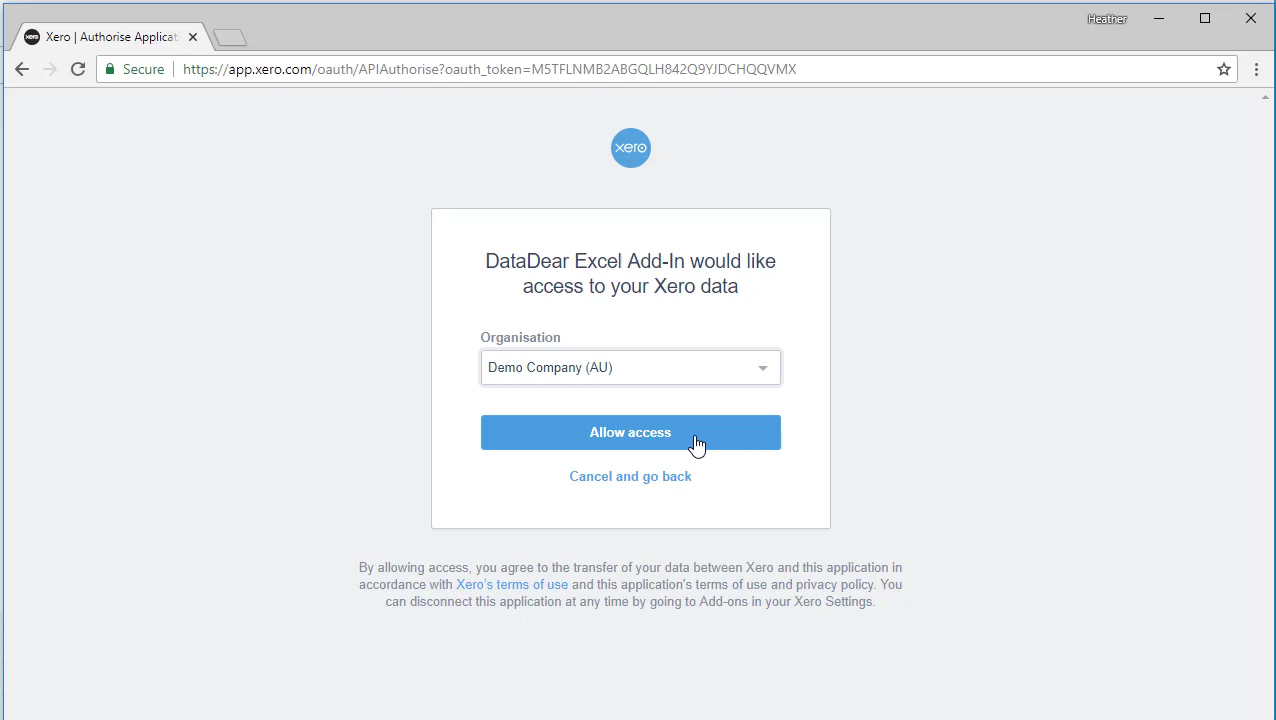 Heather
xero
Xero | Authorise Applicat
Secure
https://app.xero.com/oauth/APIAuthorise?oauth_token=M5TFLNMB2ABGQLH842Q9YJDCHQQVMX
xero
DataDear Excel Add-In would like
access to your Xero data
Organisation
Demo Company (AU)
Allow access
Cancel and go back
By allowing access, you agree to the transfer of your data between Xero and this application in
accordance with Xero's terms of use and this application's terms of use and privacy policy. You
can disconnect this application at any time by going to Add-ons in your Xero Settings.